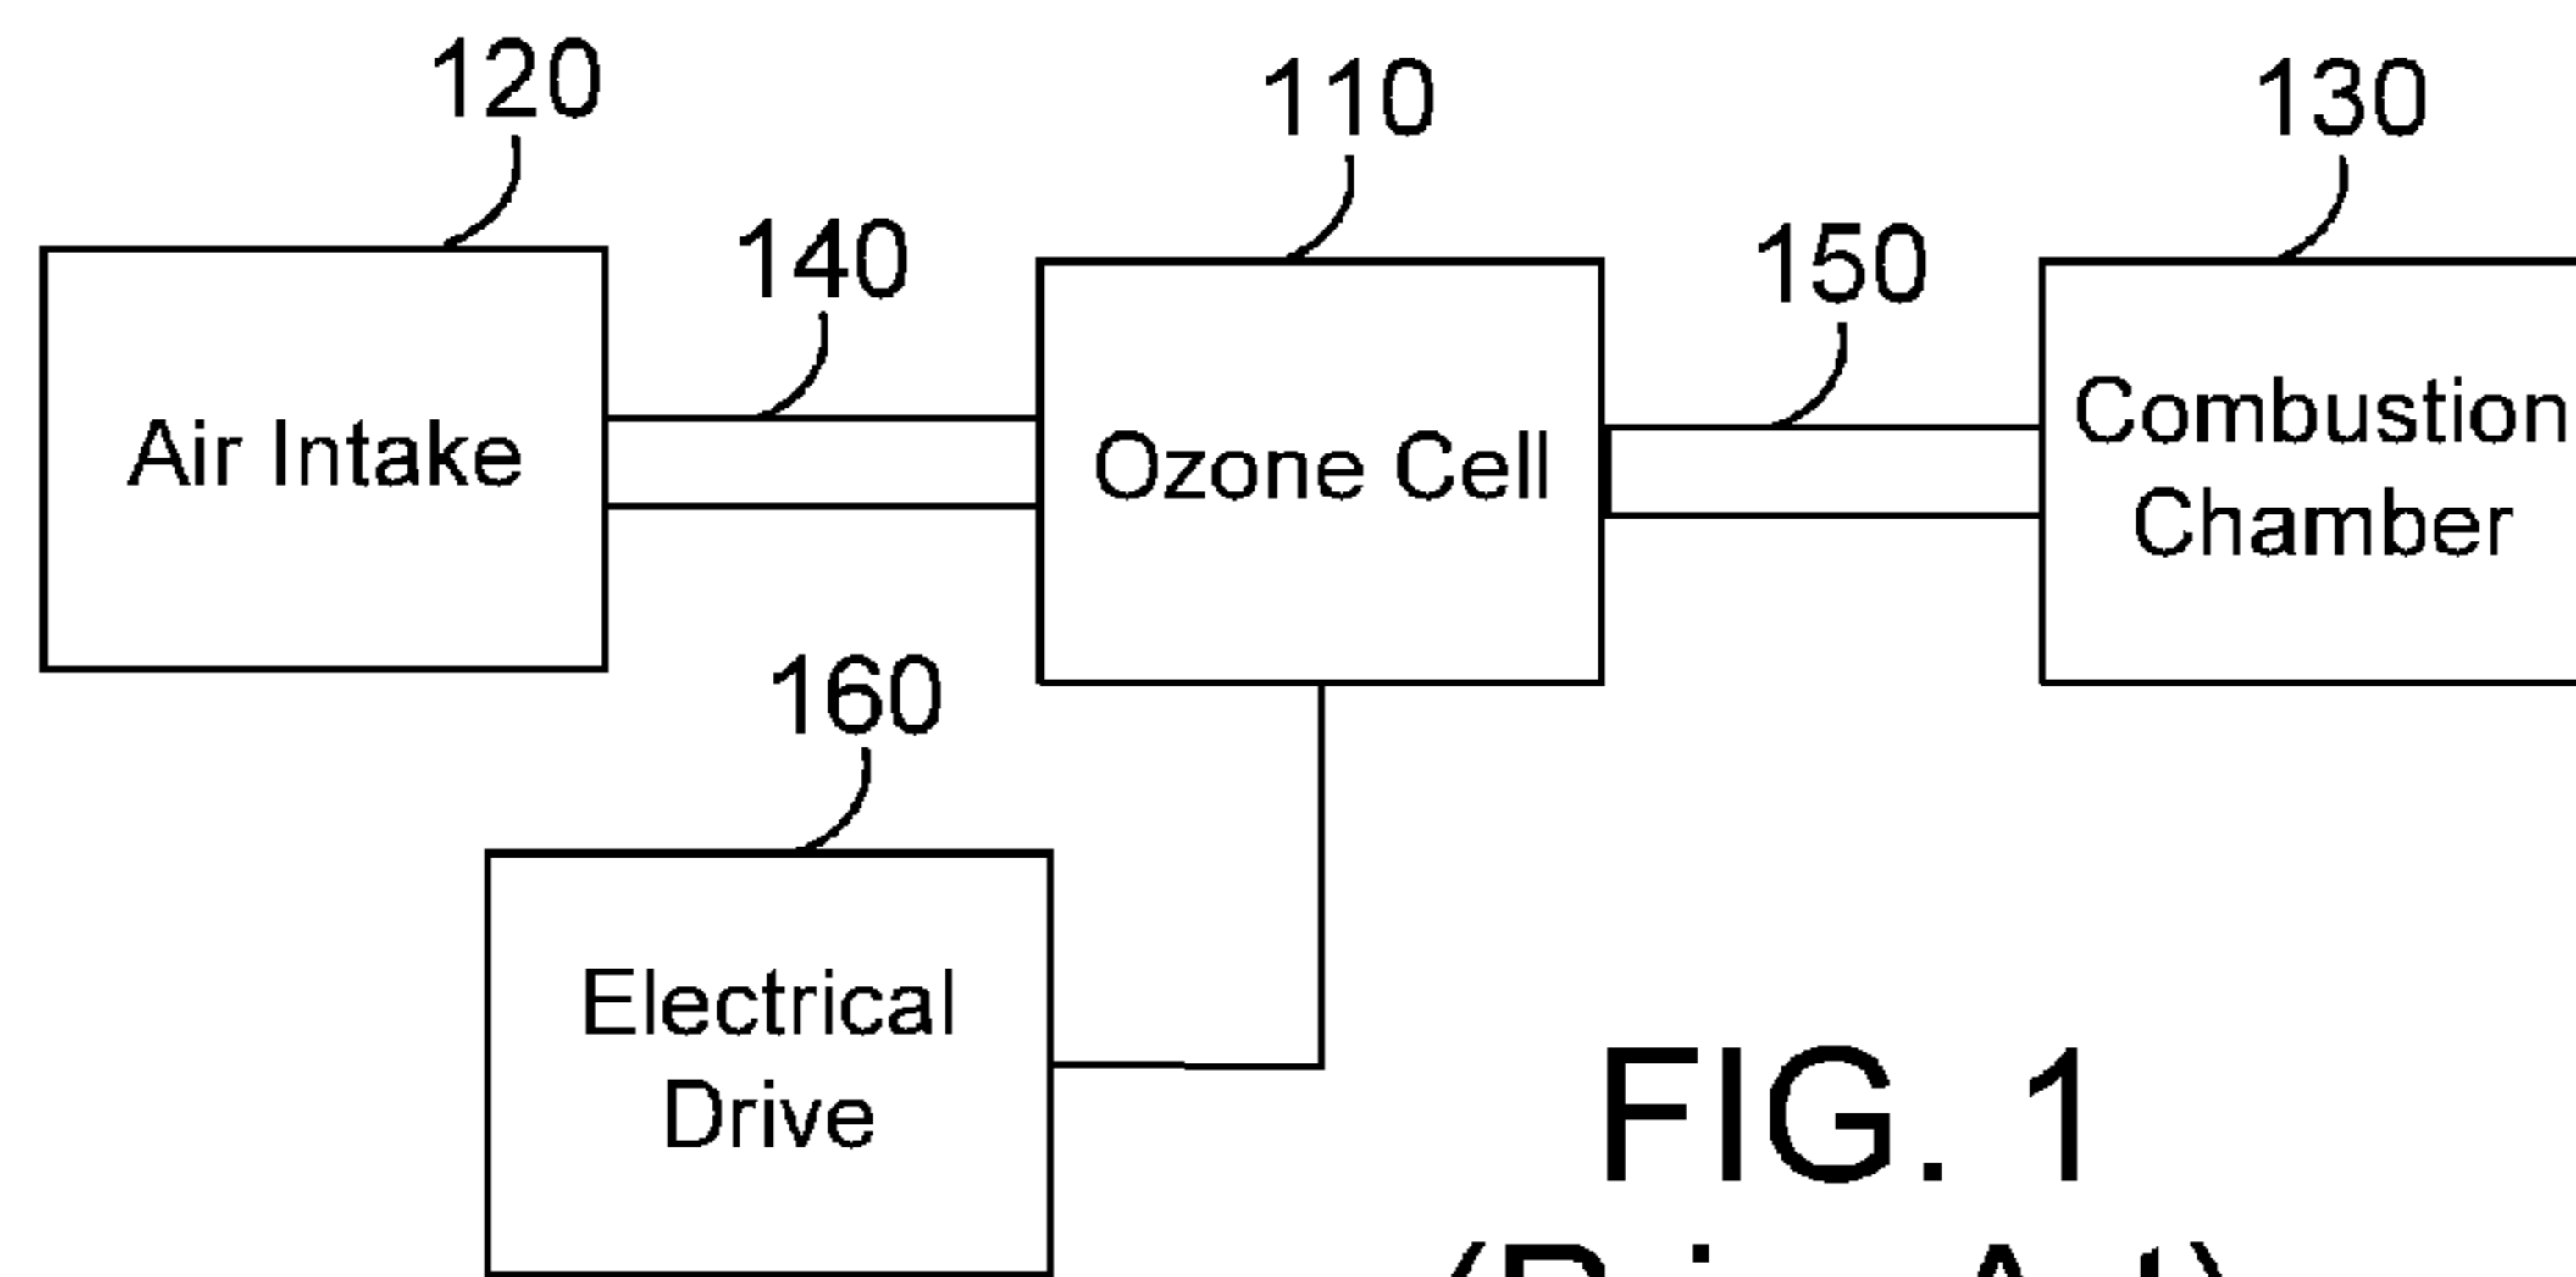 120
110
130
140
150
Air Intake
Ozone Cell
Combustion
Chamber
160
Electrical
Drive
FIG. 1